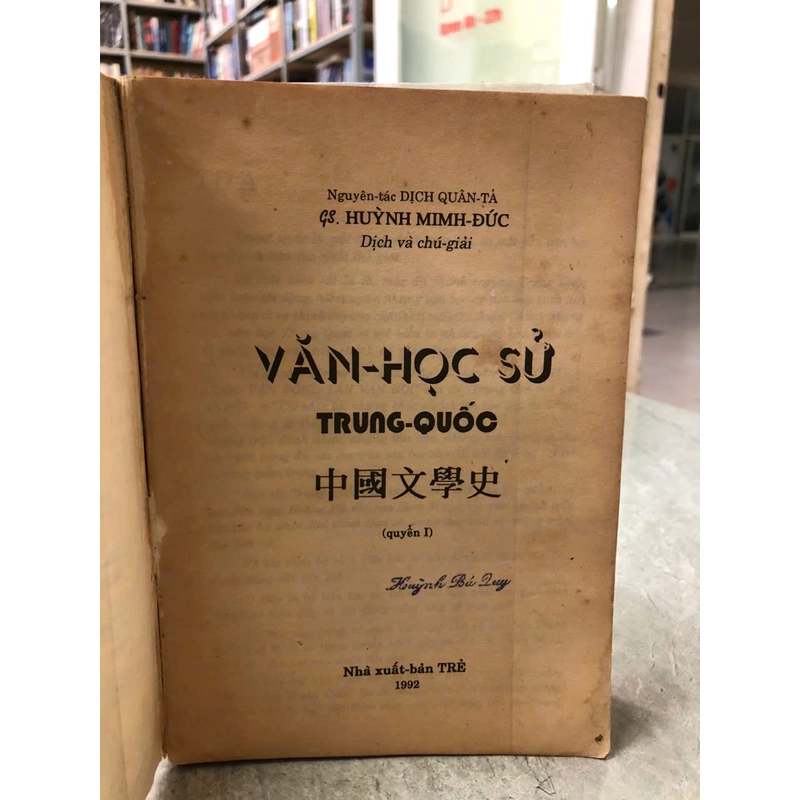 Nguyên-tác DỊCH QUÂN-TẢ
GS. HUỲNH MIMH-ĐỨC
Dịch và chú-giải
VĂN-HỌC SỬ
TRUNG-QUỐC
中國文學史
(quyển I)
Huỳnh Bá Quy
Nhà xuất-bản TRẺ
1992